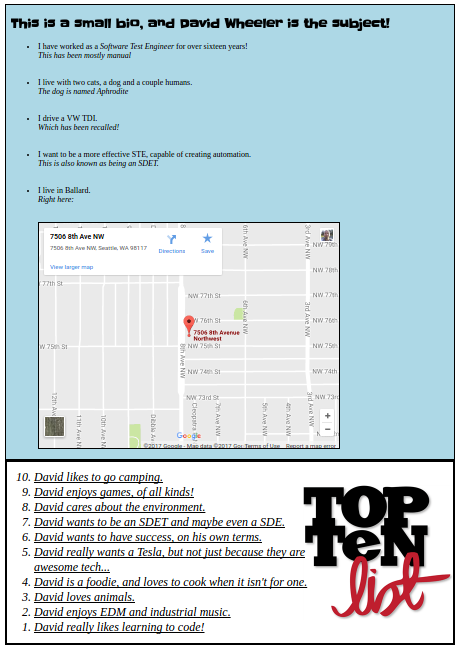 This is a small bio, and David Wheeler is the subject!
I have worked as a Software Test Engineer for over sixteen years!
This has been mostly manual
I live with two cats, a dog and a couple humans.
The dog is named Aphrodite
I drive a VW TDI.
Which has been recalled!
I want to be a more effective STE, capable of creating automation.
This is also known as being an SDET.
I live in Ballard.
Right here:
7506 8th Ave NW
7506 8th Ave NW, Seattle, WA 98117
Directions
Save
View larger map
6th Ave NW
3rd Ave NW
NW 79th
NW 78th
77th St
NW 77th St
NW 77th
NW 76th St
6th Ave NW
3rd Ave NW
NW 76th
7506 8th Avenue
Northwest
W 75th St
NW 75th St
NW 75th
8th Ave NW
NW 74th St
NW 74th
NW 73rd St
NW 73rd
12th Av
11th Av
10th Av
Dibble Av
Cleopatra
7th Ave
5th Ave
4th Ave
3rd Ave NW
+
−
Google
©2017 Google - Map data ©2017 Go
Terms of Use
Report a map error
10. David likes to go camping.
9. David enjoys games, of all kinds!
8. David cares about the environment.
7. David wants to be an SDET and maybe even a SDE.
6. David wants to have success, on his own terms.
5. David really wants a Tesla, but not just because they are
awesome tech...
4. David is a foodie, and loves to cook when it isn't for one.
3. David loves animals.
2. David enjoys EDM and industrial music.
1. David really likes learning to code!
TOP
TeN
list